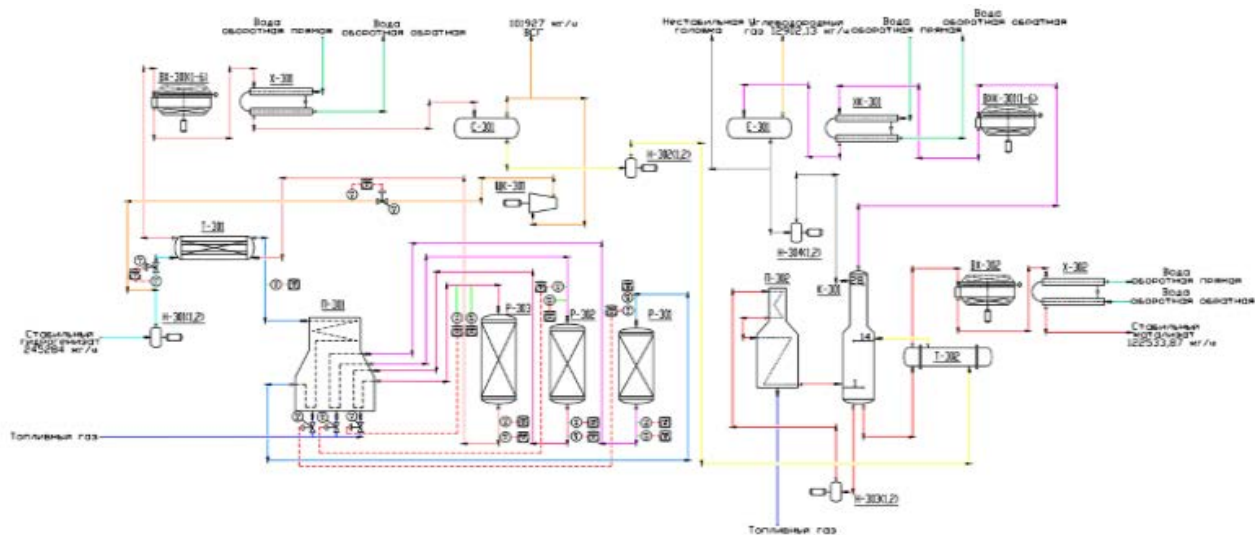 101927 кг/ч
ВСГ
Вода
оборотная прямая
Вода
оборотная обратная
Нестабильная
головка
Углеводородный
газ 12902,13 кг/ч
Вода
оборотная прямая
Вода
оборотная обратная
ВХ-301(1-6)
Х-301
С-301
Н-302(1,2)
ЦК-301
Е-301
ХК-301
ВХК-301(1-6)
Т-301
Н-304(1,2)
П-302
К-301
ВХ-302
Х-302
Вода
оборотная прямая
Вода
оборотная обратная
Стабильный
катализат
122533,87 кг/ч
Н-301(1,2)
Стабильный
гидрогенизат
245284 кг/ч
П-301
Р-303
Р-302
Р-301
14
1
Т-302
Топливный газ
Н-303(1,2)
Топливный газ